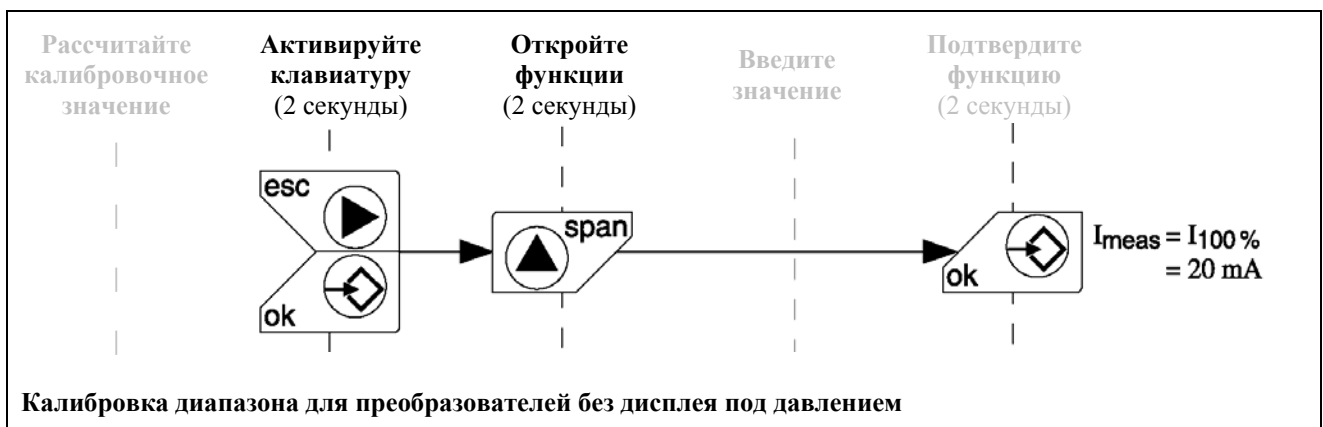 Рассчитайте
калибровочное
значение
Активируйте
клавиатуру
(2 секунды)
Откройте
функции
(2 секунды)
Введите
значение
Подтвердите
функцию
(2 секунды)
esc
ok
span
ok
Imeas = I100 %
= 20 mA
Калибровка диапазона для преобразователей без дисплея под давлением